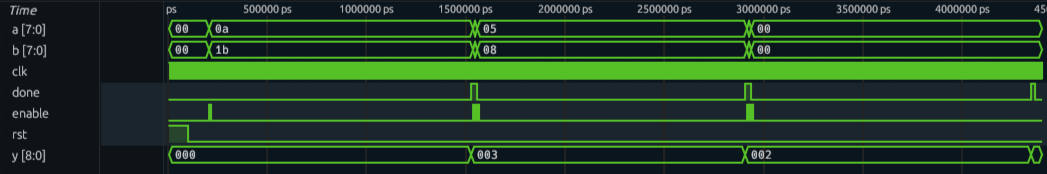 Time ps 500000 ps 1000000 ps 1500000 ps 2000000 ps 2500000 ps 3000000 ps 3500000 ps 4000000 ps 450
a [7:0] 00 0a 05 00
b [7:0] 00 1b 08 00
clk
done
enable
rst
y [8:0] 000 003 002